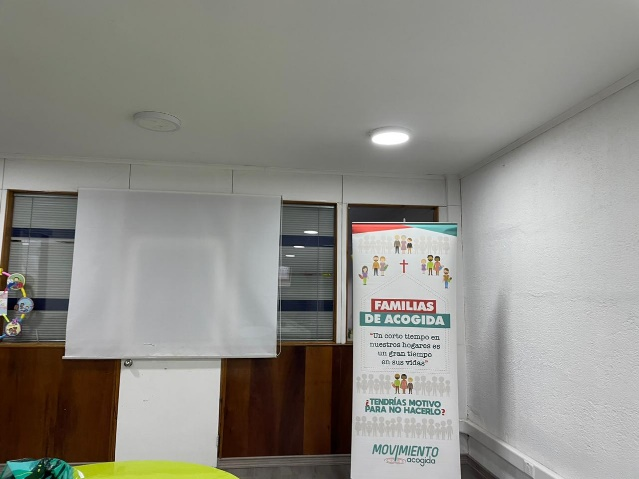 FAMILIAS
DE ACOGIDA
"Un corto tiempo en
nuestros hogares es
un gran tiempo
en sus vidas"
¿TENDRÍAS MOTIVO
PARA NO HACERLO?
MOVIMIENTO
acogida